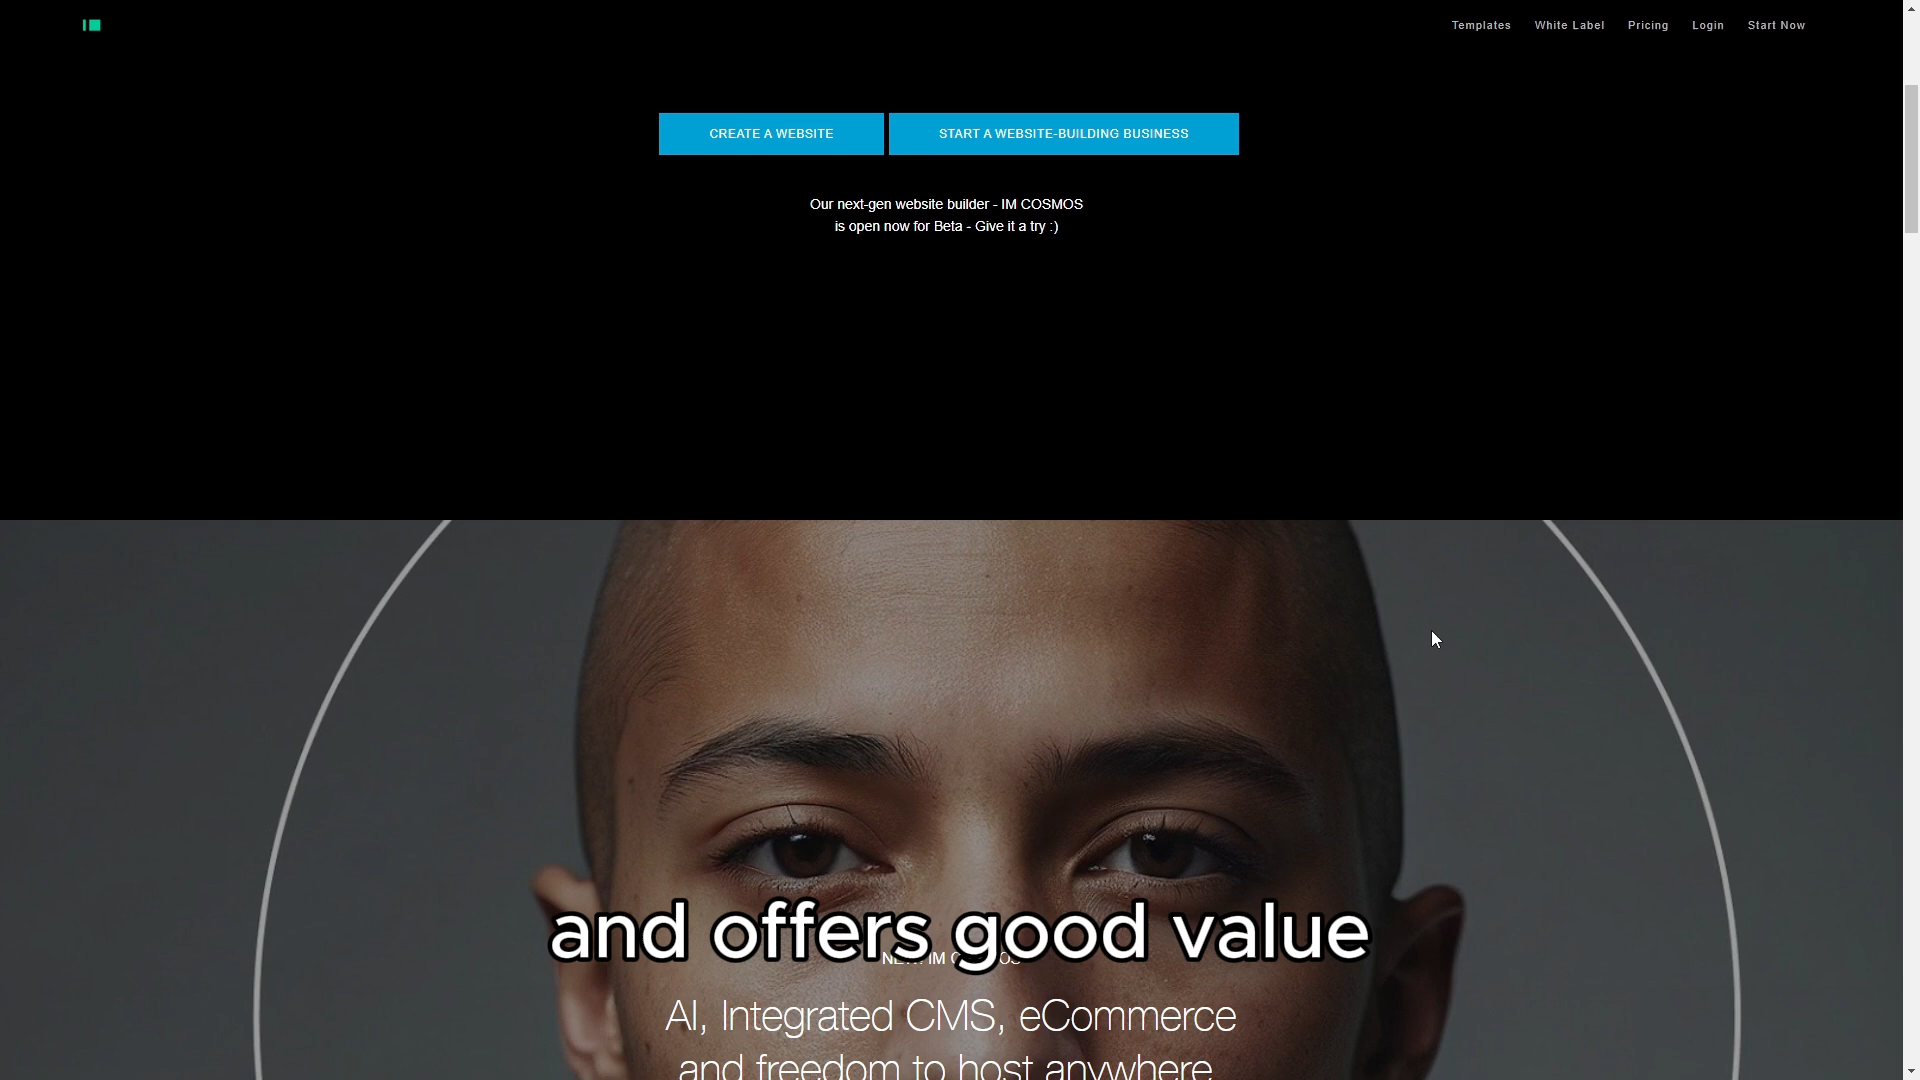 Templates White Label Pricing Login Start Now
CREATE A WEBSITE START A WEBSITE-BUILDING BUSINESS
Our next-gen website builder - IM COSMOS
is open now for Beta - Give it a try :)
and offers good value
IM
AI, Integrated CMS, eCommerce
and freedom to host anywhere